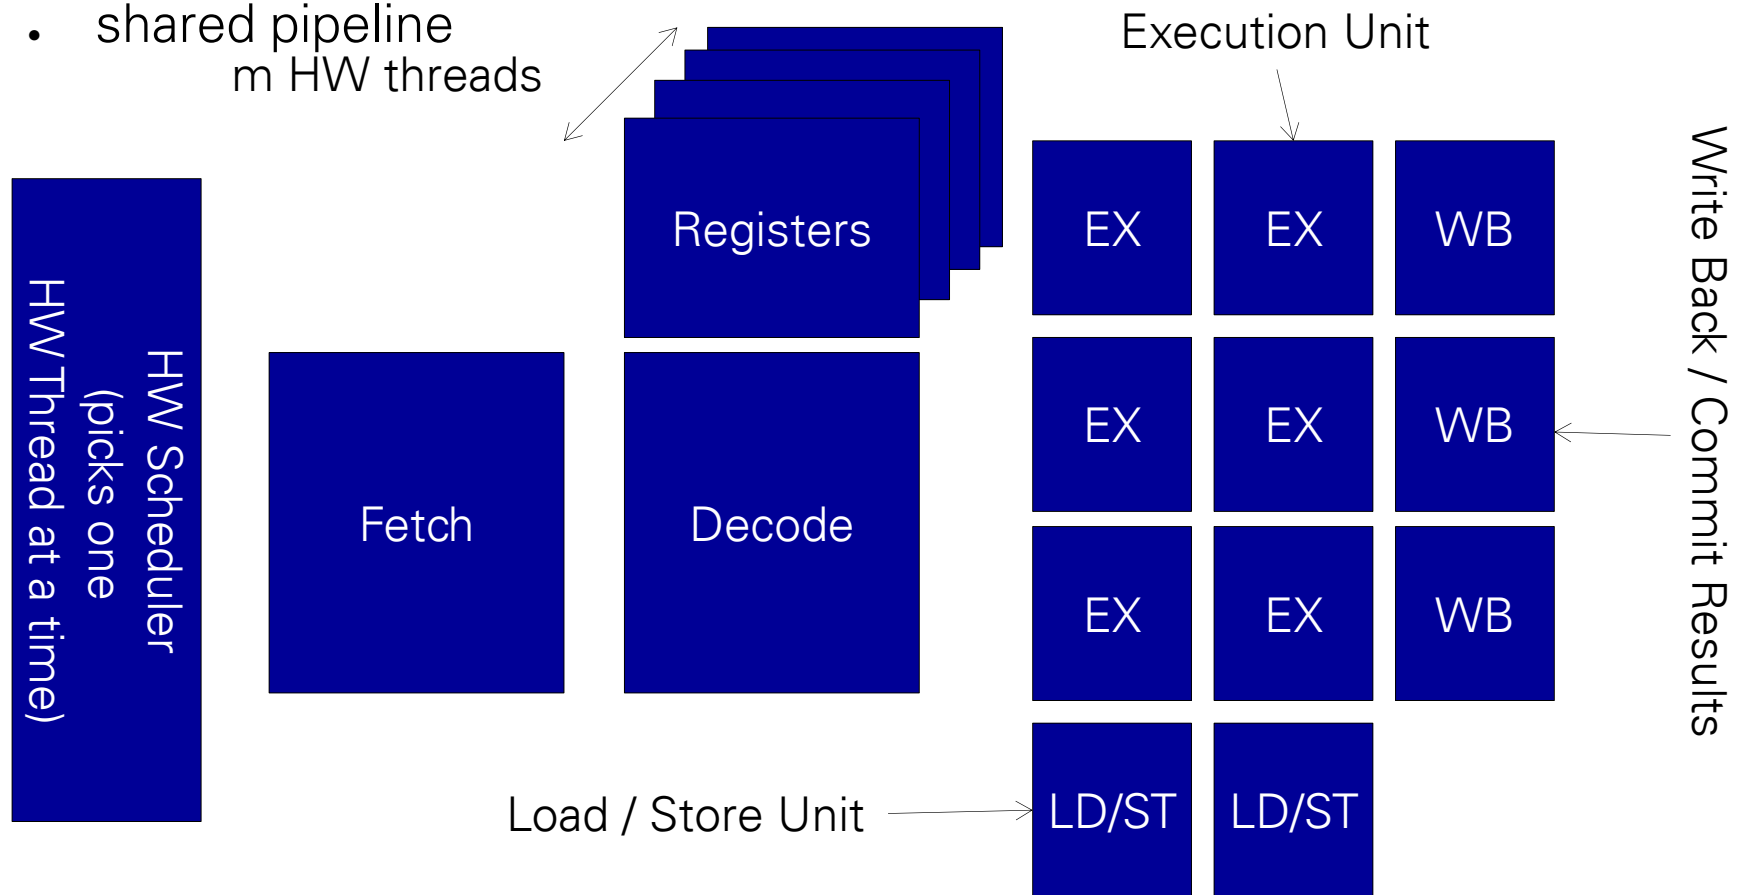 • shared pipeline
m HW threads
Execution Unit
Registers
EX
EX
WB
HW Scheduler
(picks one
HW Thread at a time)
Fetch
Decode
EX
EX
WB
Write Back / Commit Results
EX
EX
WB
Load / Store Unit
LD/ST
LD/ST